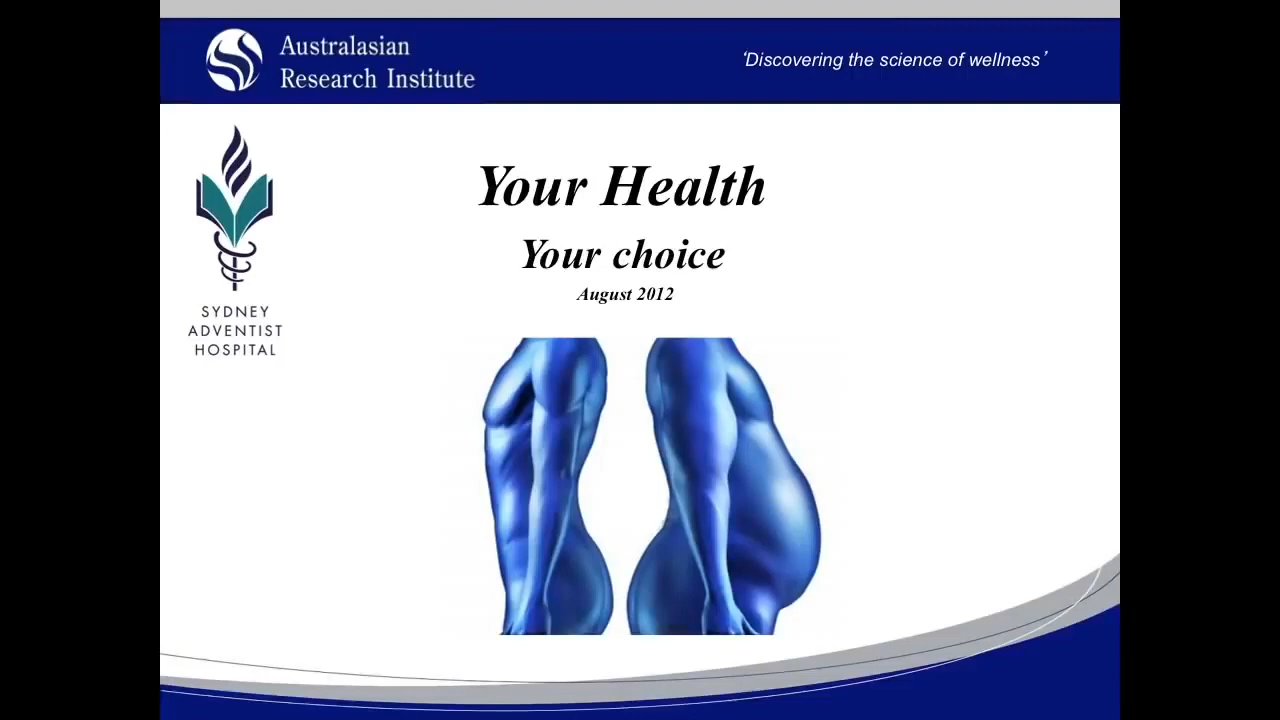 Australasian
Research Institute
‘Discovering the science of wellness’
SYDNEY
ADVENTIST
HOSPITAL
Your Health
Your choice
August 2012